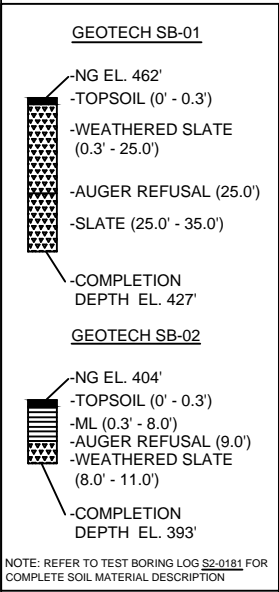 GEOTECH SB-01
-NG EL. 462'
-TOPSOIL (0' - 0.3')
-WEATHERED SLATE
(0.3' - 25.0')
-AUGER REFUSAL (25.0')
-SLATE (25.0' - 35.0')
-COMPLETION
DEPTH EL. 427'
GEOTECH SB-02
-NG EL. 404'
-TOPSOIL (0' - 0.3')
-ML (0.3' - 8.0')
-AUGER REFUSAL (9.0')
-WEATHERED SLATE
(8.0' - 11.0')
-COMPLETION
DEPTH EL. 393'
NOTE: REFER TO TEST BORING LOG S2-0181 FOR
COMPLETE SOIL MATERIAL DESCRIPTION